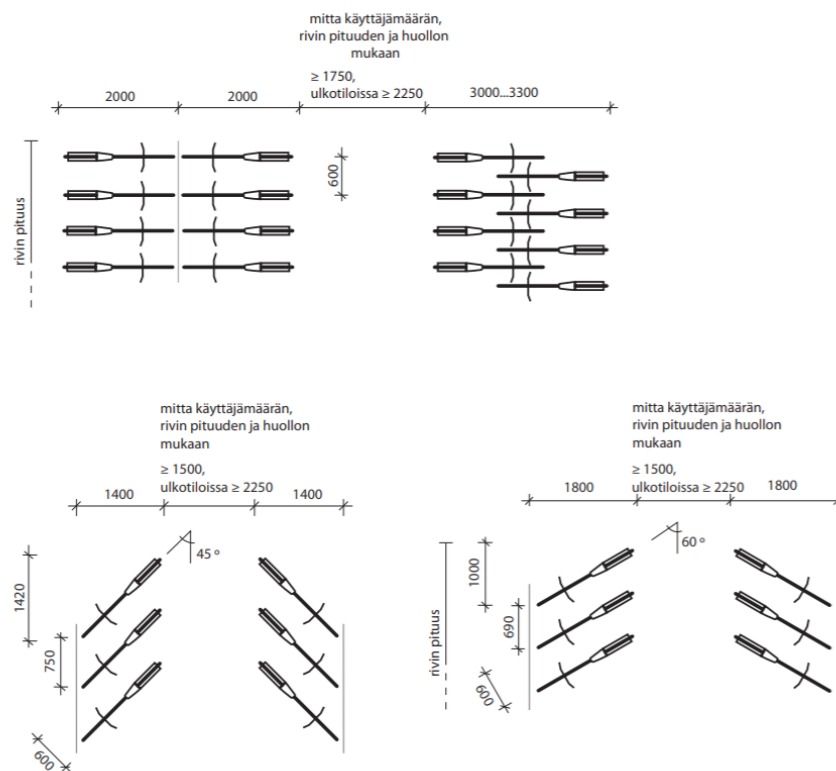 mitta käyttäjämäärän,
rivin pituuden ja huollon
mukaan
≥ 1750,
ulkotiloissa ≥ 2250
2000
2000
3000...3300
rivin pituus
600
mitta käyttäjämäärän,
rivin pituuden ja huollon
mukaan
≥ 1500,
ulkotiloissa ≥ 2250
1400
1400
45 º
1420
750
600
mitta käyttäjämäärän,
rivin pituuden ja huollon
mukaan
≥ 1500,
ulkotiloissa ≥ 2250
1800
1800
60 º
1000
690
rivin pituus
600